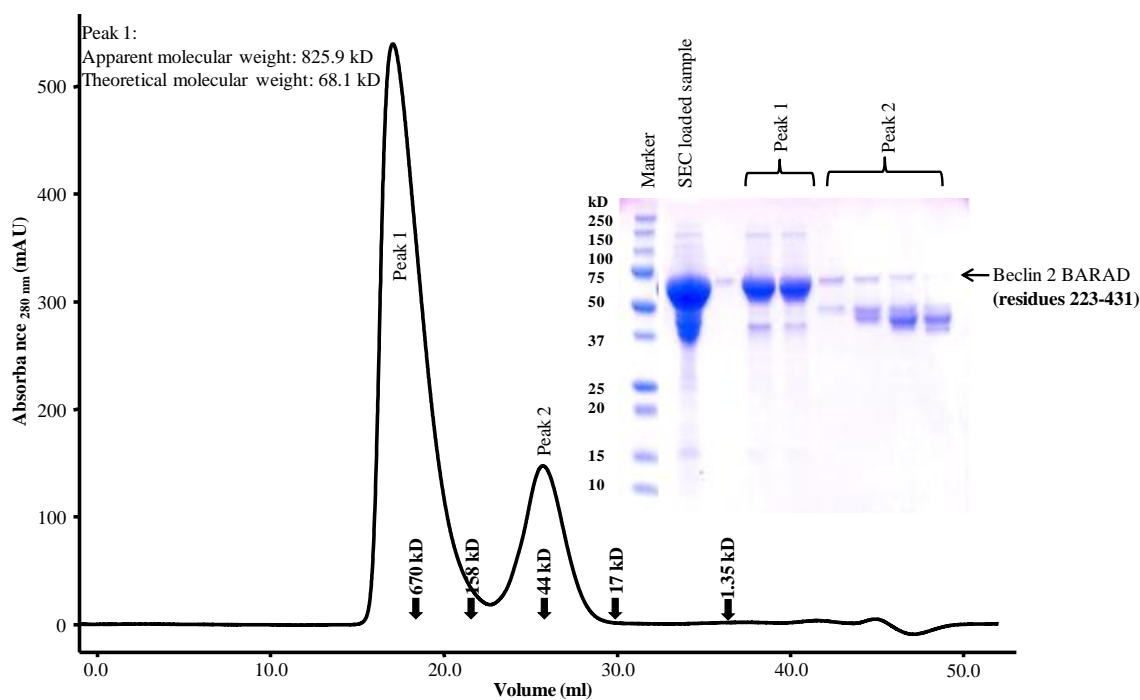 Peak 1:
Apparent molecular weight: 825.9 kD
Theoretical molecular weight: 68.1 kD
Absorba nce 280 nm (mAU)
500
400
300
200
100
0
Peak 1
Peak 2
670 kD
158 kD
44 kD
17 kD
1.35 kD
0.0
10.0
20.0
30.0
40.0
50.0
Volume (ml)
Marker
SEC loaded sample
Peak 1
Peak 2
kD
250
150
100
75
50
37
25
20
15
10
Beclin 2 BARAD
(residues 223-431)